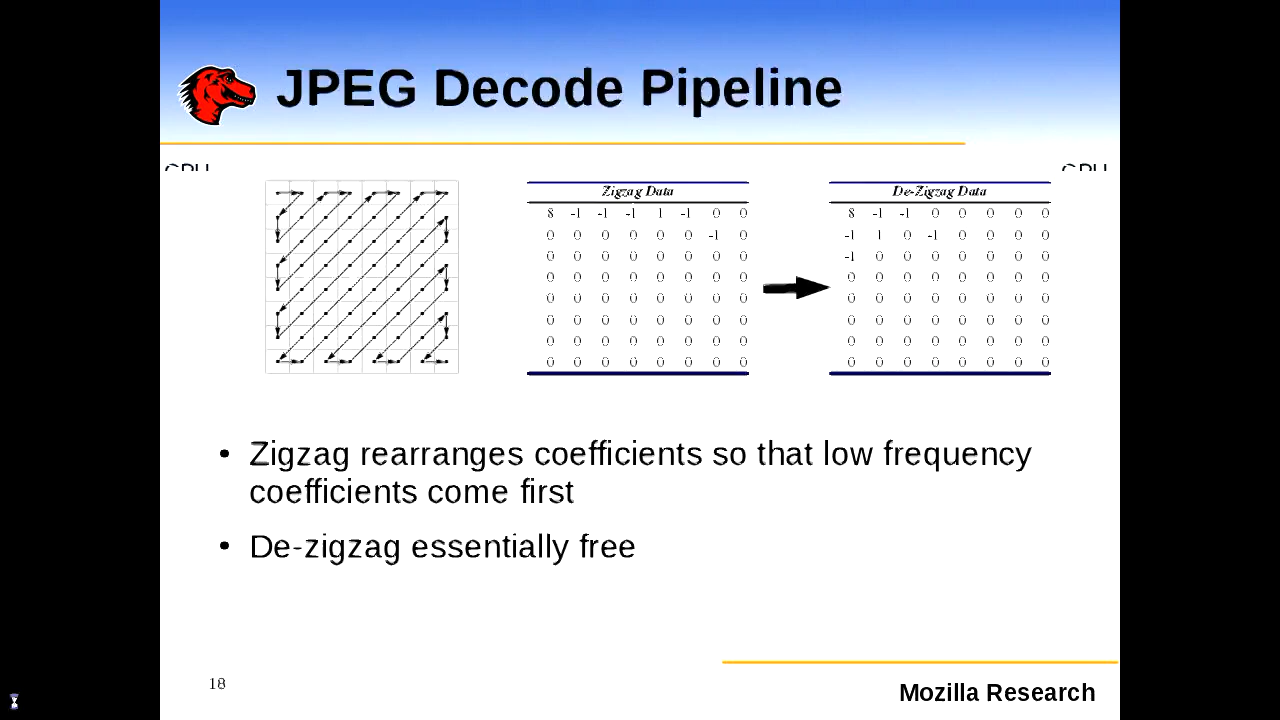 JPEG Decode Pipeline
Zigzag Data
8 -1 -1 -1 1 -1 0 0
0 0 0 0 0 0 -1 0
0 0 0 0 0 0 0 0
0 0 0 0 0 0 0 0
0 0 0 0 0 0 0 0
0 0 0 0 0 0 0 0
0 0 0 0 0 0 0 0
0 0 0 0 0 0 0 0
De-Zigzag Data
8 -1 -1 0 0 0 0 0
-1 1 0 -1 0 0 0 0
-1 0 0 0 0 0 0 0
0 0 0 0 0 0 0 0
0 0 0 0 0 0 0 0
0 0 0 0 0 0 0 0
0 0 0 0 0 0 0 0
0 0 0 0 0 0 0 0
• Zigzag rearranges coefficients so that low frequency
coefficients come first
• De-zigzag essentially free
18
Mozilla Research